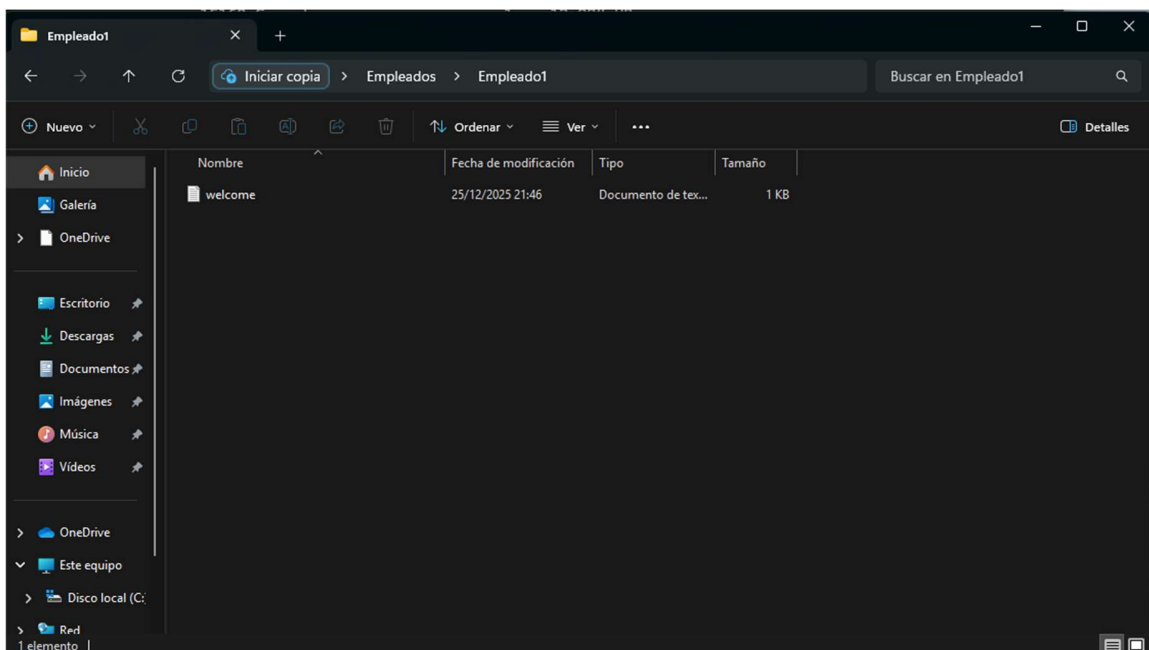 Empleado1
Iniciar copia > Empleados > Empleado1 Buscar en Empleado1
Nuevo Ordenar Ver ... Detalles
Nombre Fecha de modificación Tipo Tamaño
welcome 25/12/2025 21:46 Documento de tex... 1 KB
Inicio
Galería
OneDrive
Escritorio
Descargas
Documentos
Imágenes
Música
Vídeos
OneDrive
Este equipo
Disco local (C:
Red
1 elemento